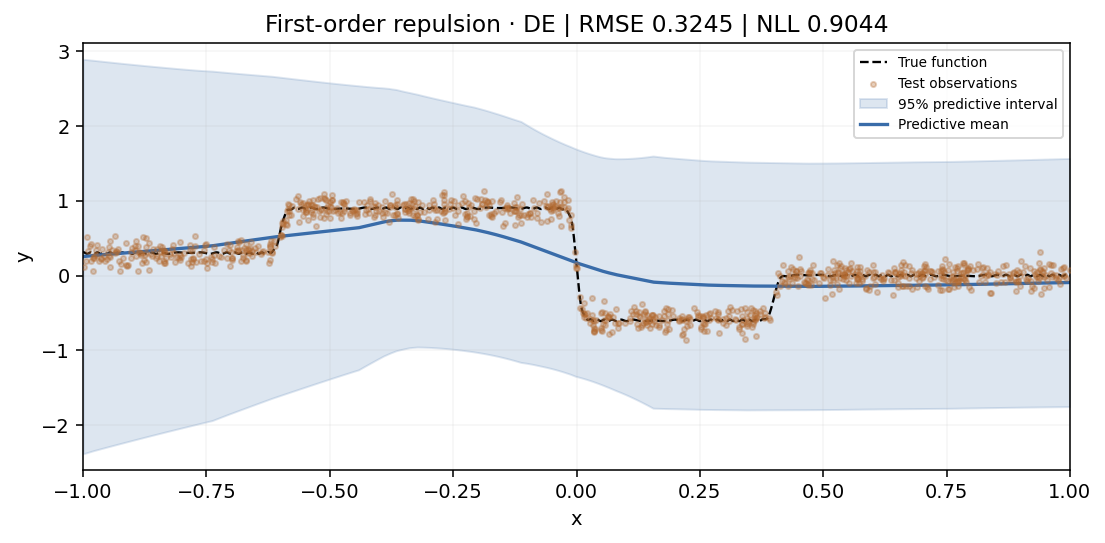 First-order repulsion · DE | RMSE 0.3245 | NLL 0.9044
True function
Test observations
95% predictive interval
Predictive mean
y
3
2
1
0
−1
−2
−1.00
−0.75
−0.50
−0.25
0.00
0.25
0.50
0.75
1.00
x